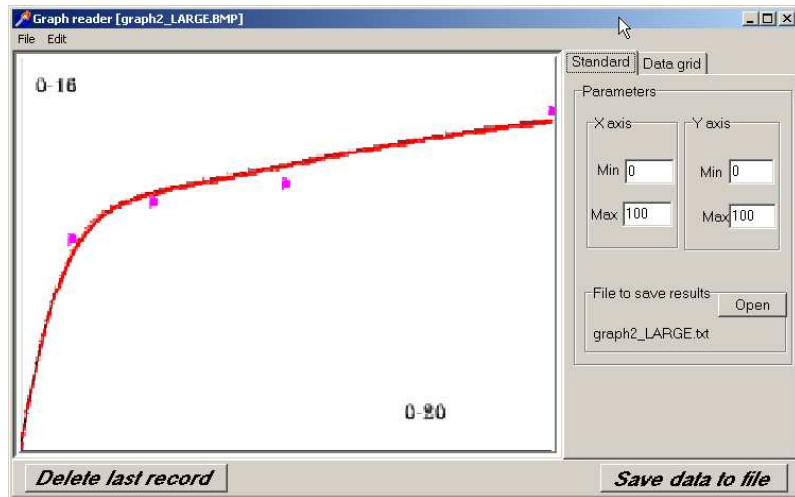 Graph reader [graph2_LARGE.BMP]
File Edit
Standard Data grid
0-15
Parameters
X axis Y axis
Min 0 Min 0
Max 100 Max 100
File to save results
Open
graph2_LARGE.txt
0-20
Delete last record Save data to file